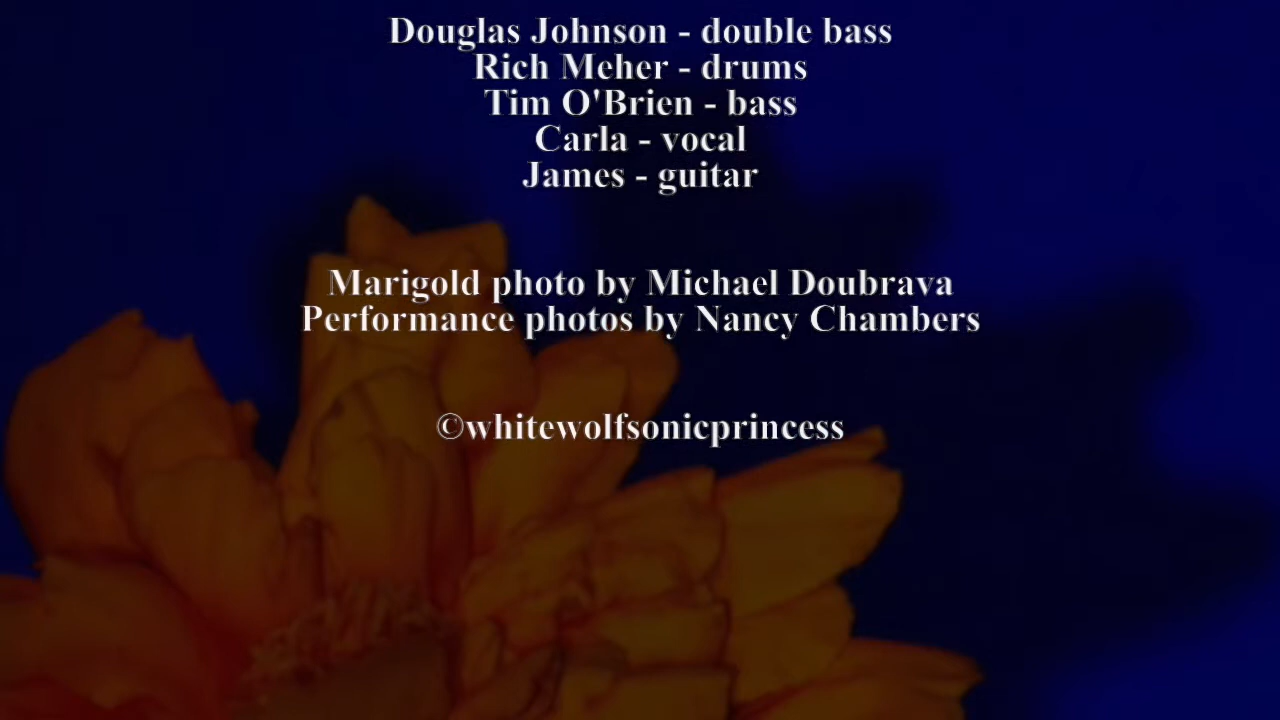 Douglas Johnson - double bass
Rich Meher - drums
Tim O'Brien - bass
Carla - vocal
James - guitar
Marigold photo by Michael Doubrava
Performance photos by Nancy Chambers
©whitewolfsonicprincess